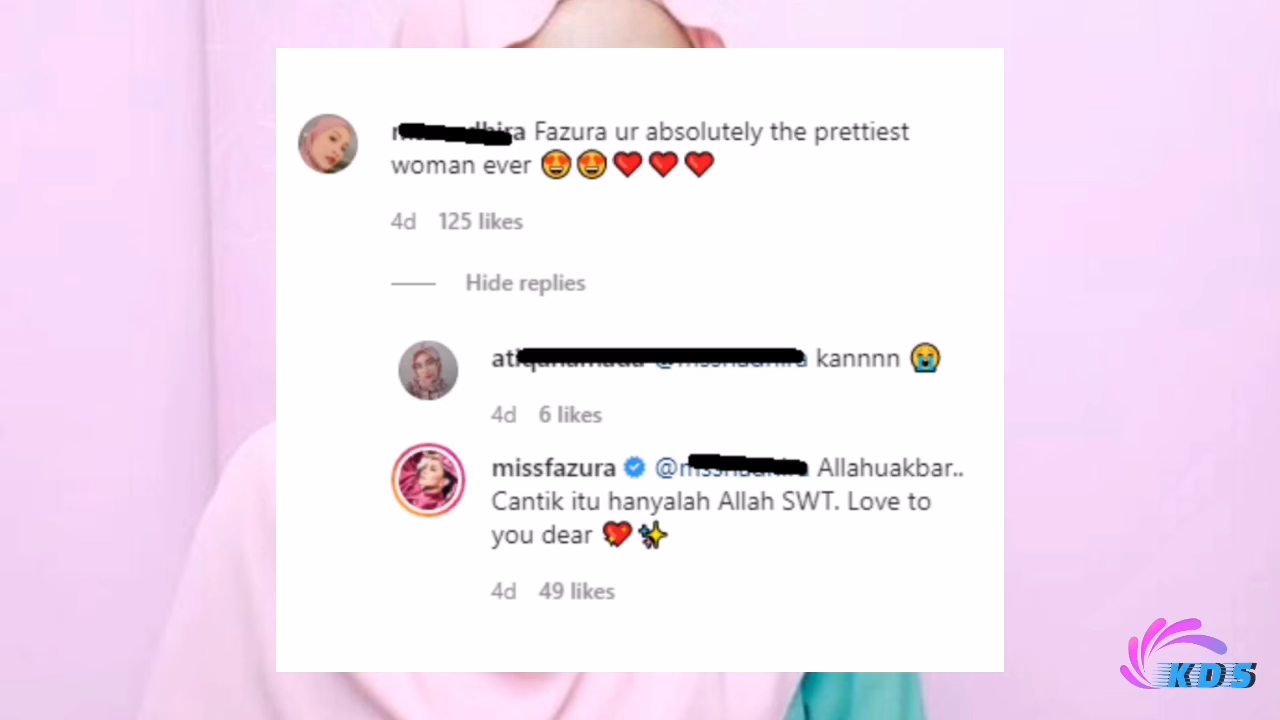 Fazura ur absolutely the prettiest
woman ever 😍😍❤️❤️❤️
4d 125 likes
Hide replies
kannnn 😭
4d 6 likes
missfazura Allahuakbar..
Cantik itu hanyalah Allah SWT. Love to
you dear 💖✨
4d 49 likes
KDS